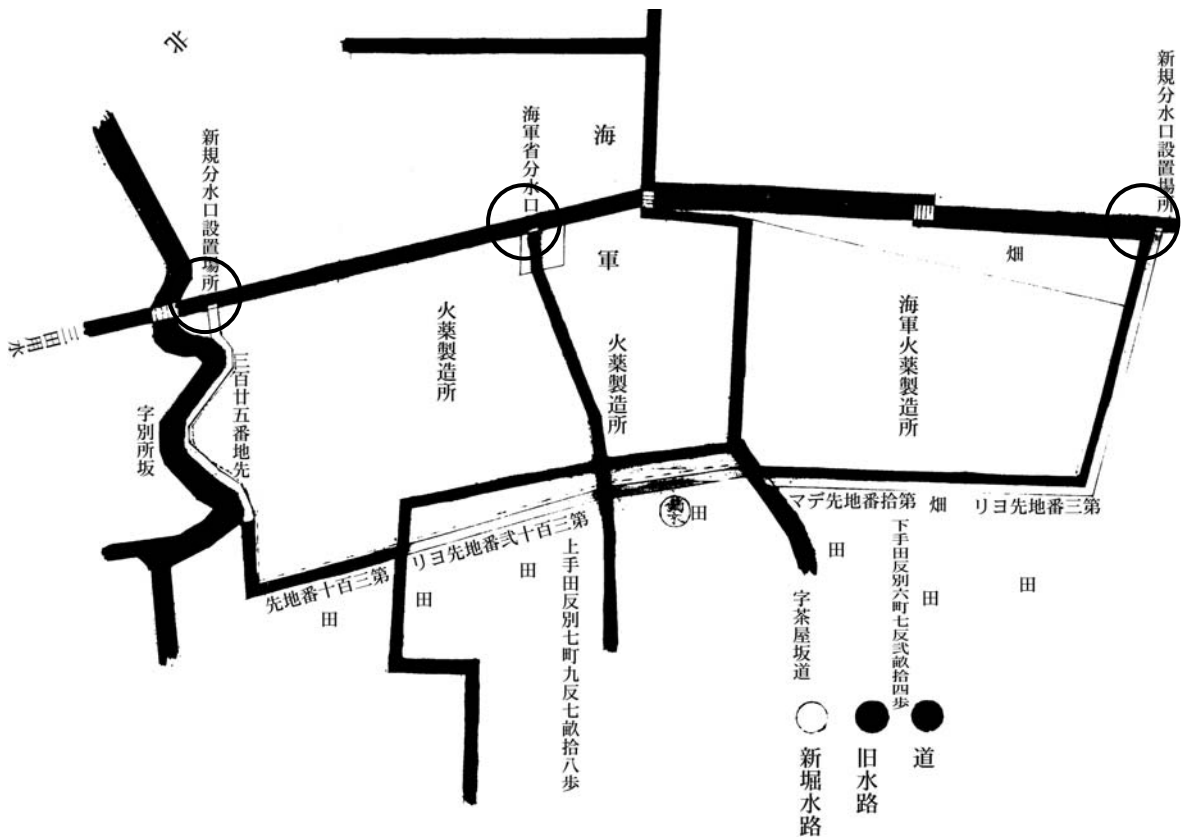 北
新規分水口設置場所
海軍省分水口
新規分水口設置場所
海
軍
畑
三田用水
火薬製造所
火薬製造所
海軍火薬製造所
三百廿五番地先
字別所坂
第三百十番地先
第三百十弐番地先ヨリ
第拾番地先マデ
畑
第三番地先ヨリ
田
田
田
田
田
田
田
上手田反別七町九反七畝拾八歩
下手田反別六町七反弐畝拾四歩
字茶屋坂道
道
旧水路
新堀水路